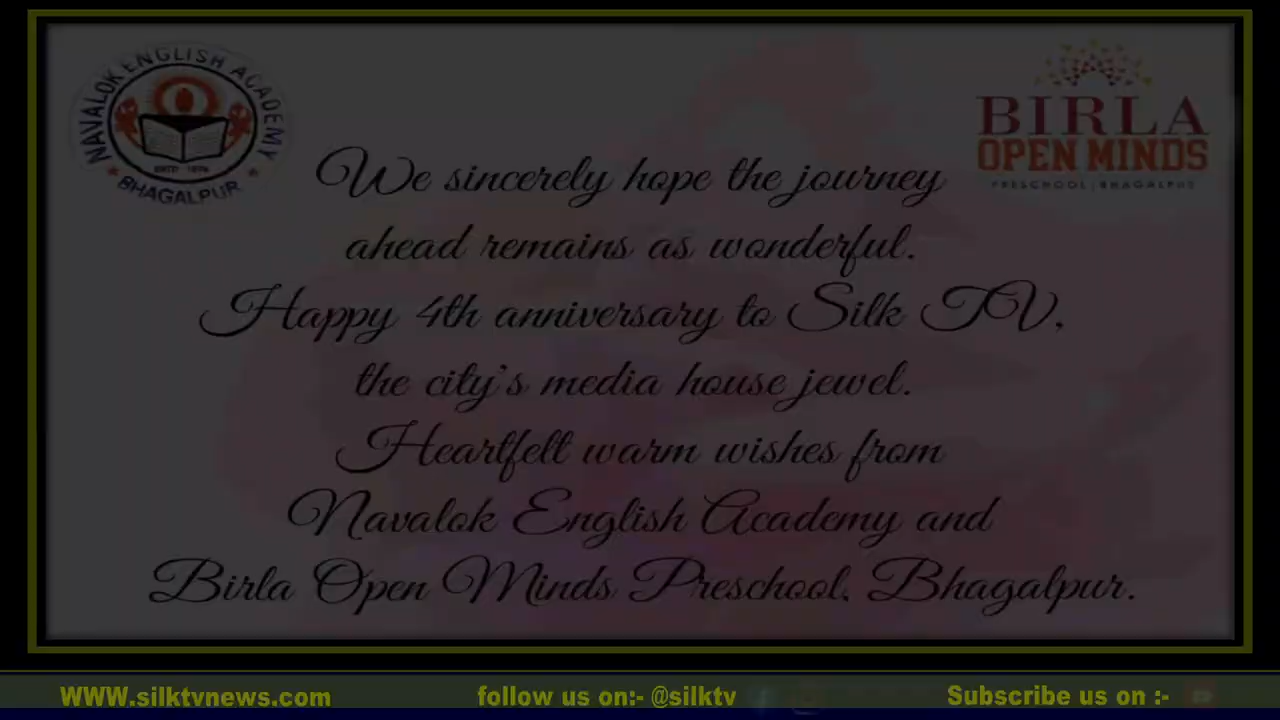 NAVALOK ENGLISH ACADEMY
BHAGALPUR
BIRLA
OPEN MINDS
PRESCHOOL | BHAGALPUR
We sincerely hope the journey
ahead remains as wonderful.
Happy 4th anniversary to Silk TV,
the city's media house jewel.
Heartfelt warm wishes from
Navalok English Academy and
Birla Open Minds Preschool, Bhagalpur.
WWW.silktvnews.com follow us on:- @silktv Subscribe us on :-